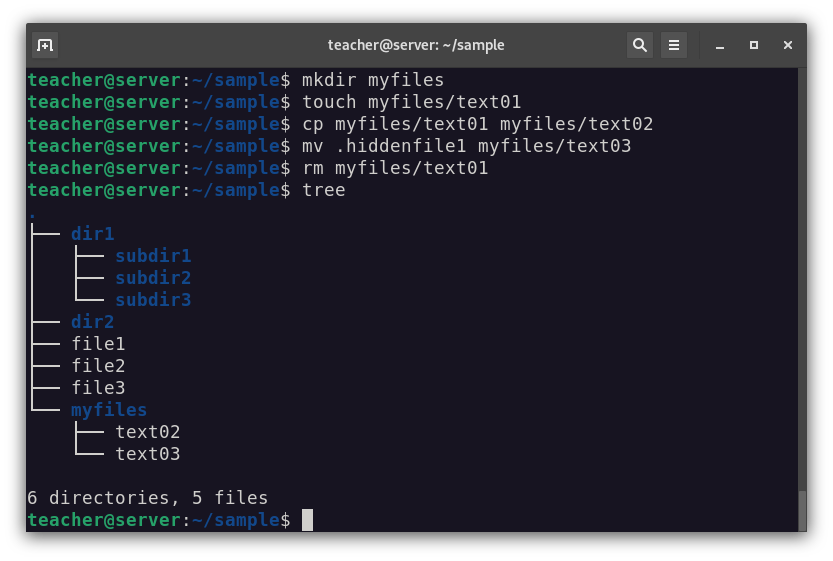 teacher@server: ~/sample
teacher@server:~/sample$ mkdir myfiles
teacher@server:~/sample$ touch myfiles/text01
teacher@server:~/sample$ cp myfiles/text01 myfiles/text02
teacher@server:~/sample$ mv .hiddenfile1 myfiles/text03
teacher@server:~/sample$ rm myfiles/text01
teacher@server:~/sample$ tree
.
├── dir1
│   ├── subdir1
│   ├── subdir2
│   └── subdir3
├── dir2
├── file1
├── file2
├── file3
└── myfiles
    ├── text02
    └── text03
6 directories, 5 files
teacher@server:~/sample$